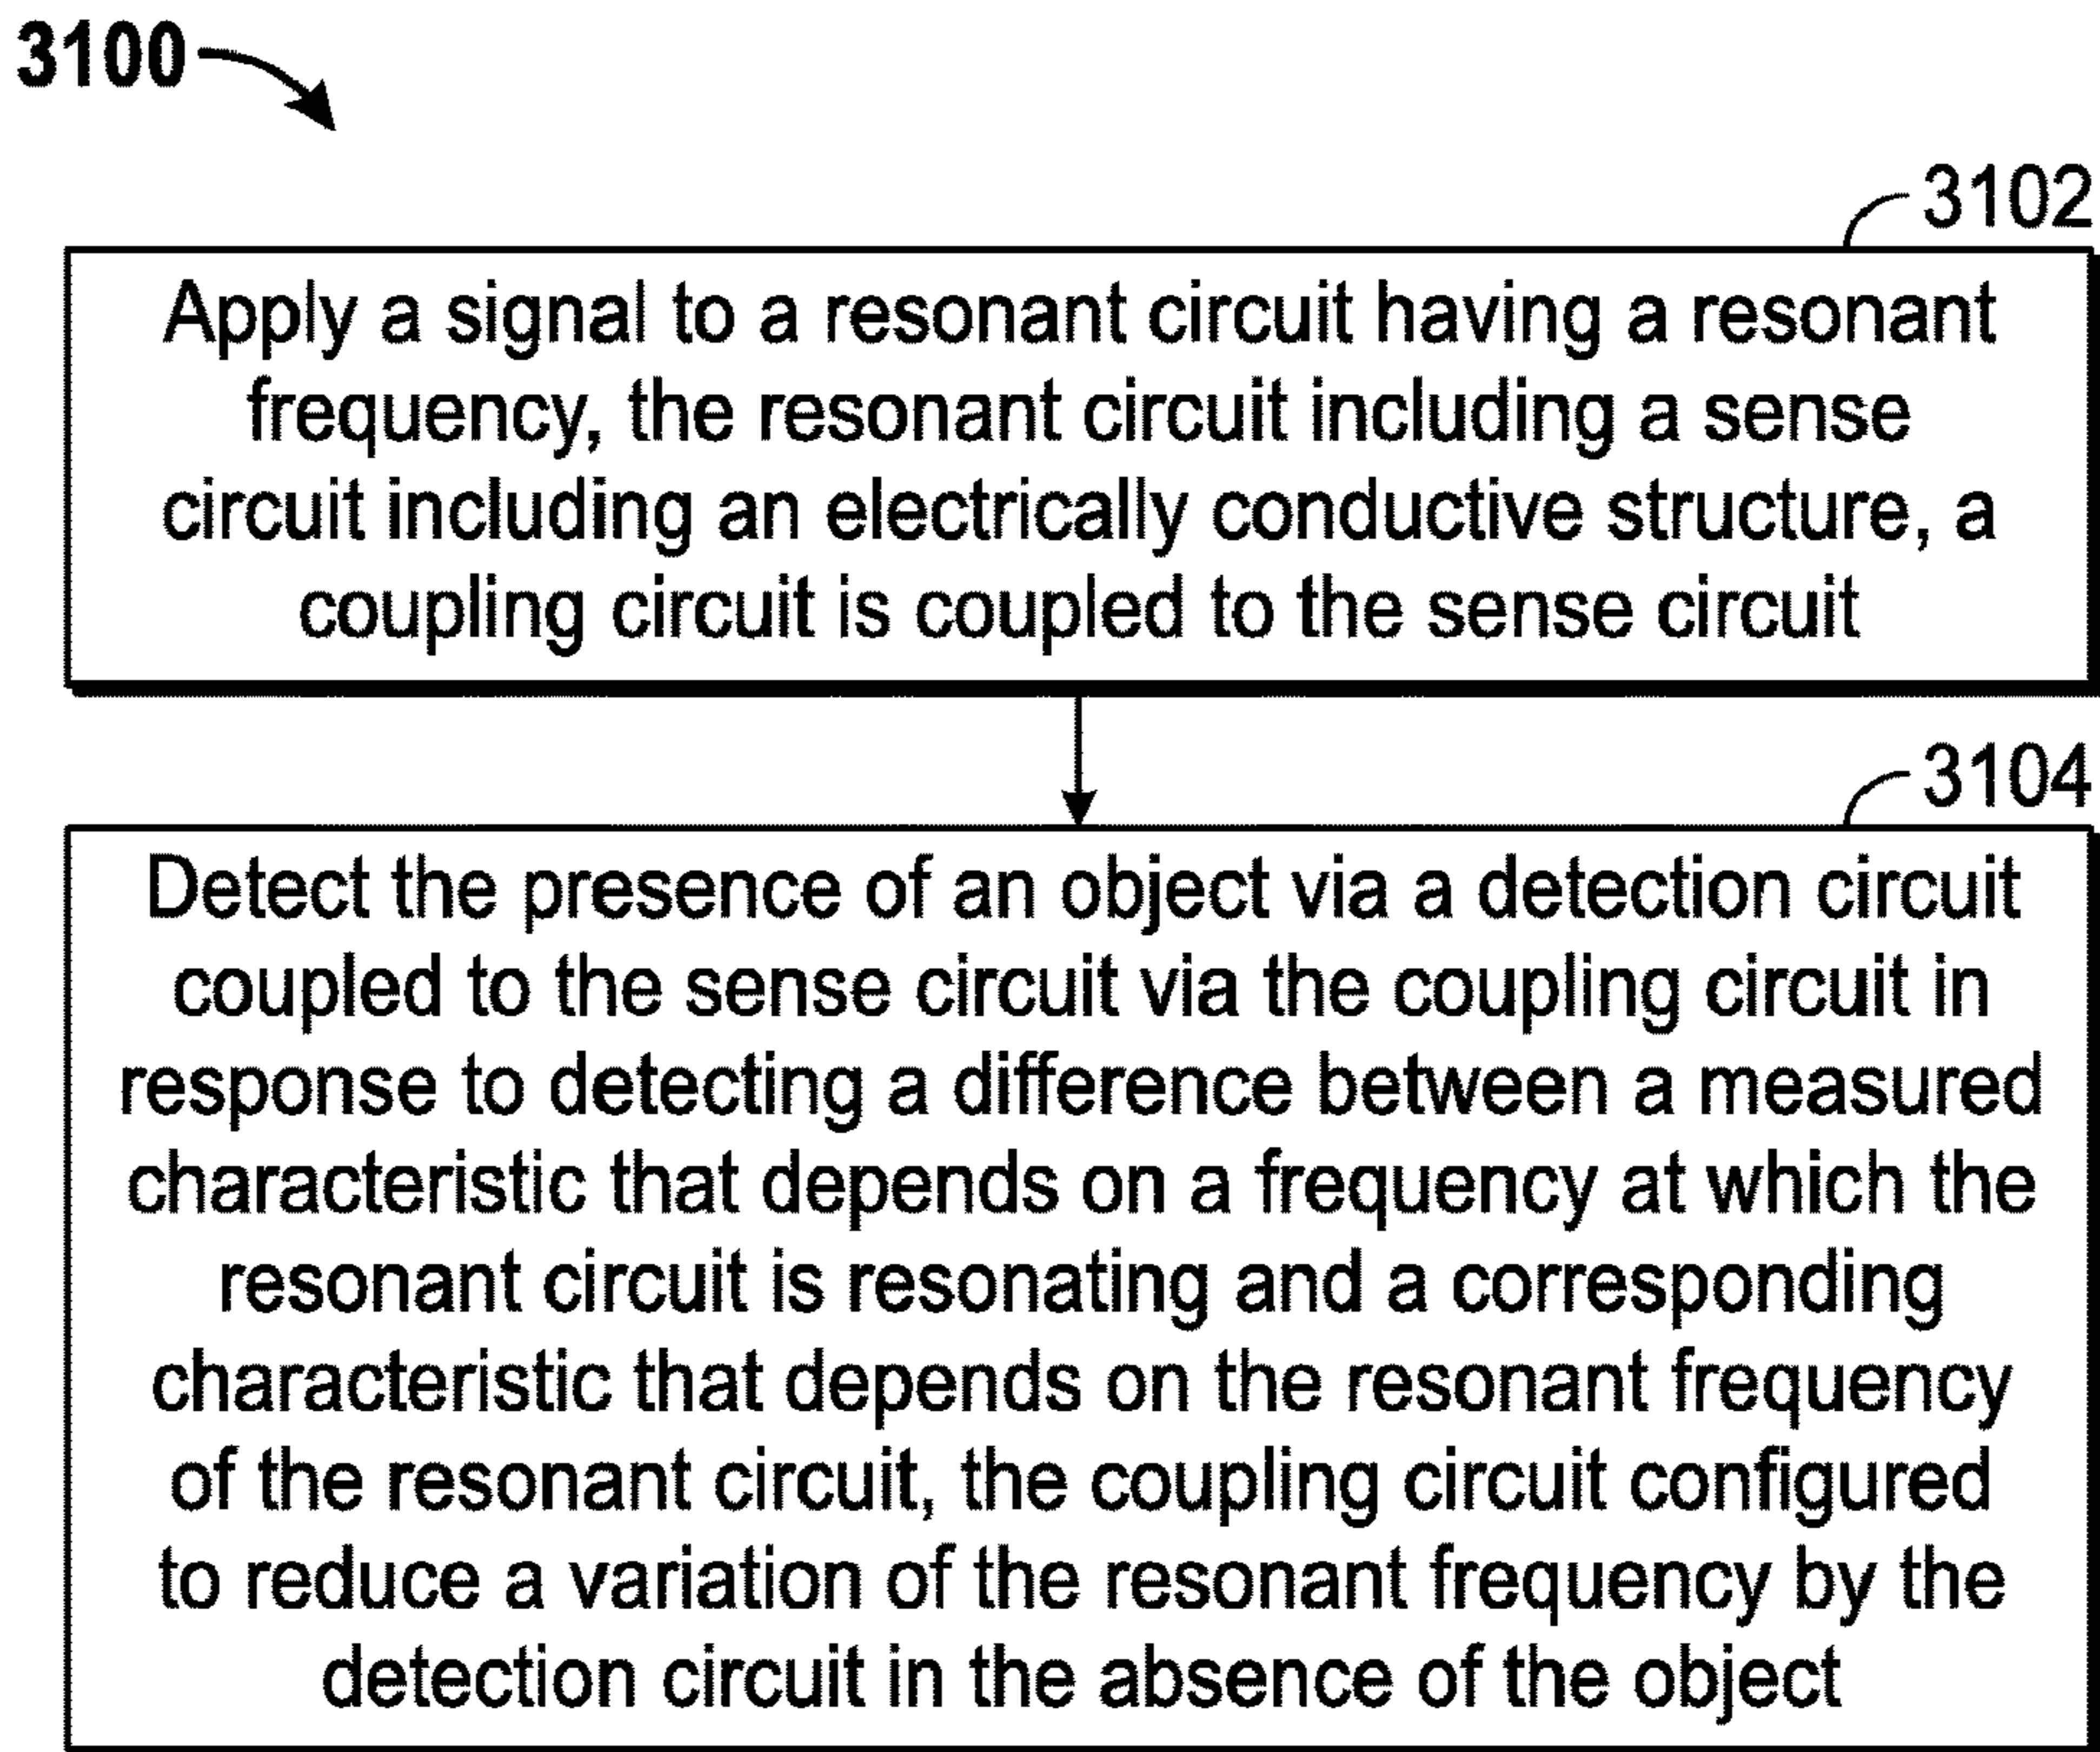 3100
3102
Apply a signal to a resonant circuit having a resonant
frequency, the resonant circuit including a sense
circuit including an electrically conductive structure, a
coupling circuit is coupled to the sense circuit
3104
Detect the presence of an object via a detection circuit
coupled to the sense circuit via the coupling circuit in
response to detecting a difference between a measured
characteristic that depends on a frequency at which the
resonant circuit is resonating and a corresponding
characteristic that depends on the resonant frequency
of the resonant circuit, the coupling circuit configured
to reduce a variation of the resonant frequency by the
detection circuit in the absence of the object